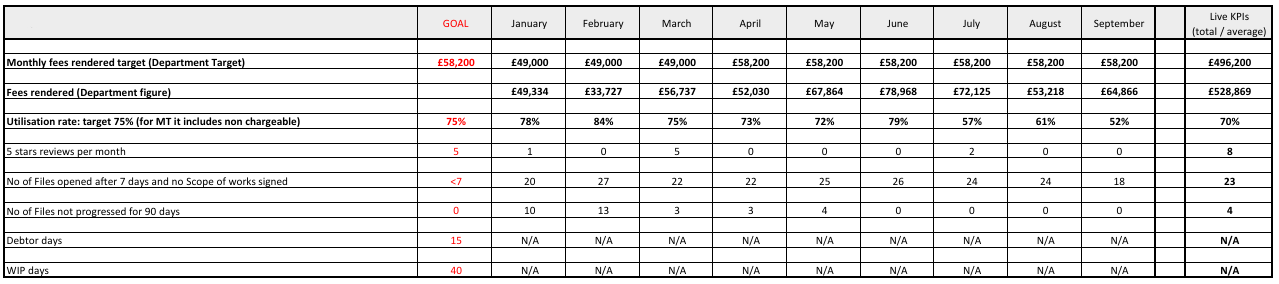 GOAL January February March April May June July August September Live KPIs
(total / average)
Monthly fees rendered target (Department Target) £58,200 £49,000 £49,000 £49,000 £58,200 £58,200 £58,200 £58,200 £58,200 £58,200 £496,200
Fees rendered (Department figure) £49,334 £33,727 £56,737 £52,030 £67,864 £78,968 £72,125 £53,218 £64,866 £528,869
Utilisation rate: target 75% (for MT it includes non chargeable) 75% 78% 84% 75% 73% 72% 79% 57% 61% 52% 70%
5 stars reviews per month 5 1 0 5 0 0 0 2 0 0 8
No of Files opened after 7 days and no Scope of works signed <7 20 27 22 22 25 26 24 24 18 23
No of Files not progressed for 90 days 0 10 13 3 3 4 0 0 0 0 4
Debtor days 15 N/A N/A N/A N/A N/A N/A N/A N/A N/A N/A
WIP days 40 N/A N/A N/A N/A N/A N/A N/A N/A N/A N/A